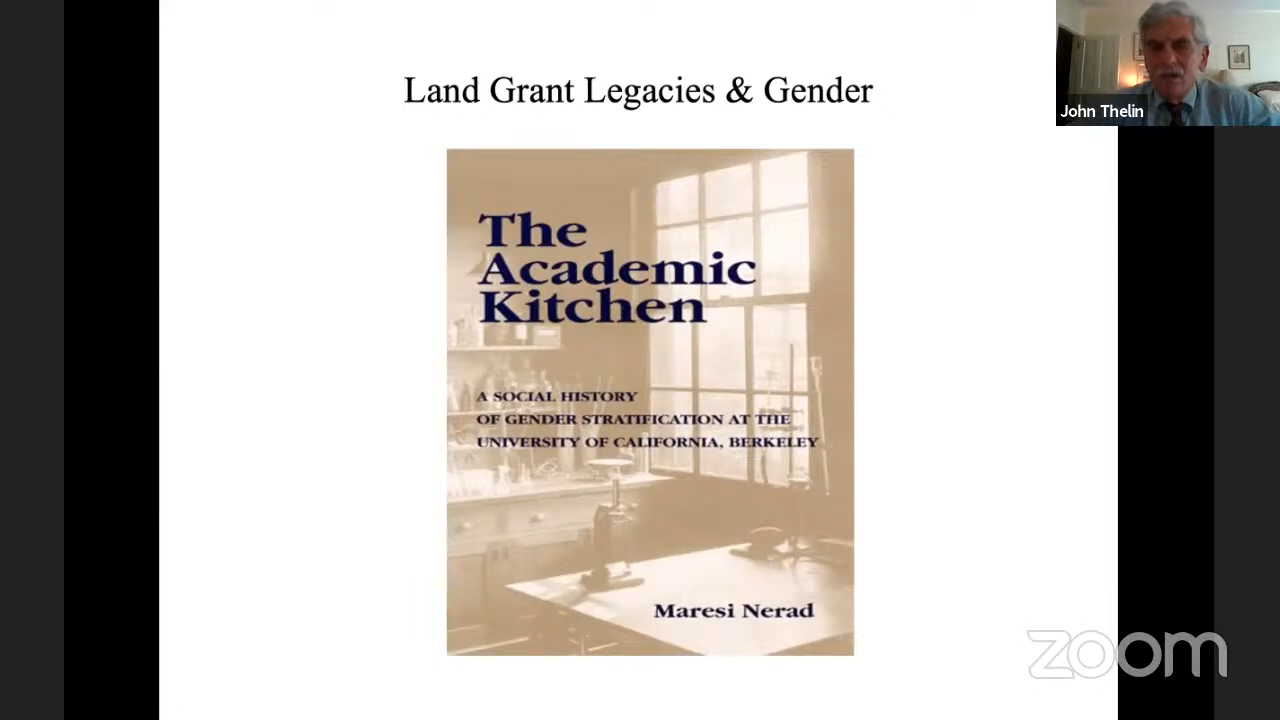 Land Grant Legacies & Gender
John Thelin
The
Academic
Kitchen
A SOCIAL HISTORY
OF GENDER STRATIFICATION AT THE
UNIVERSITY OF CALIFORNIA, BERKELEY
Maresi Nerad
zoom